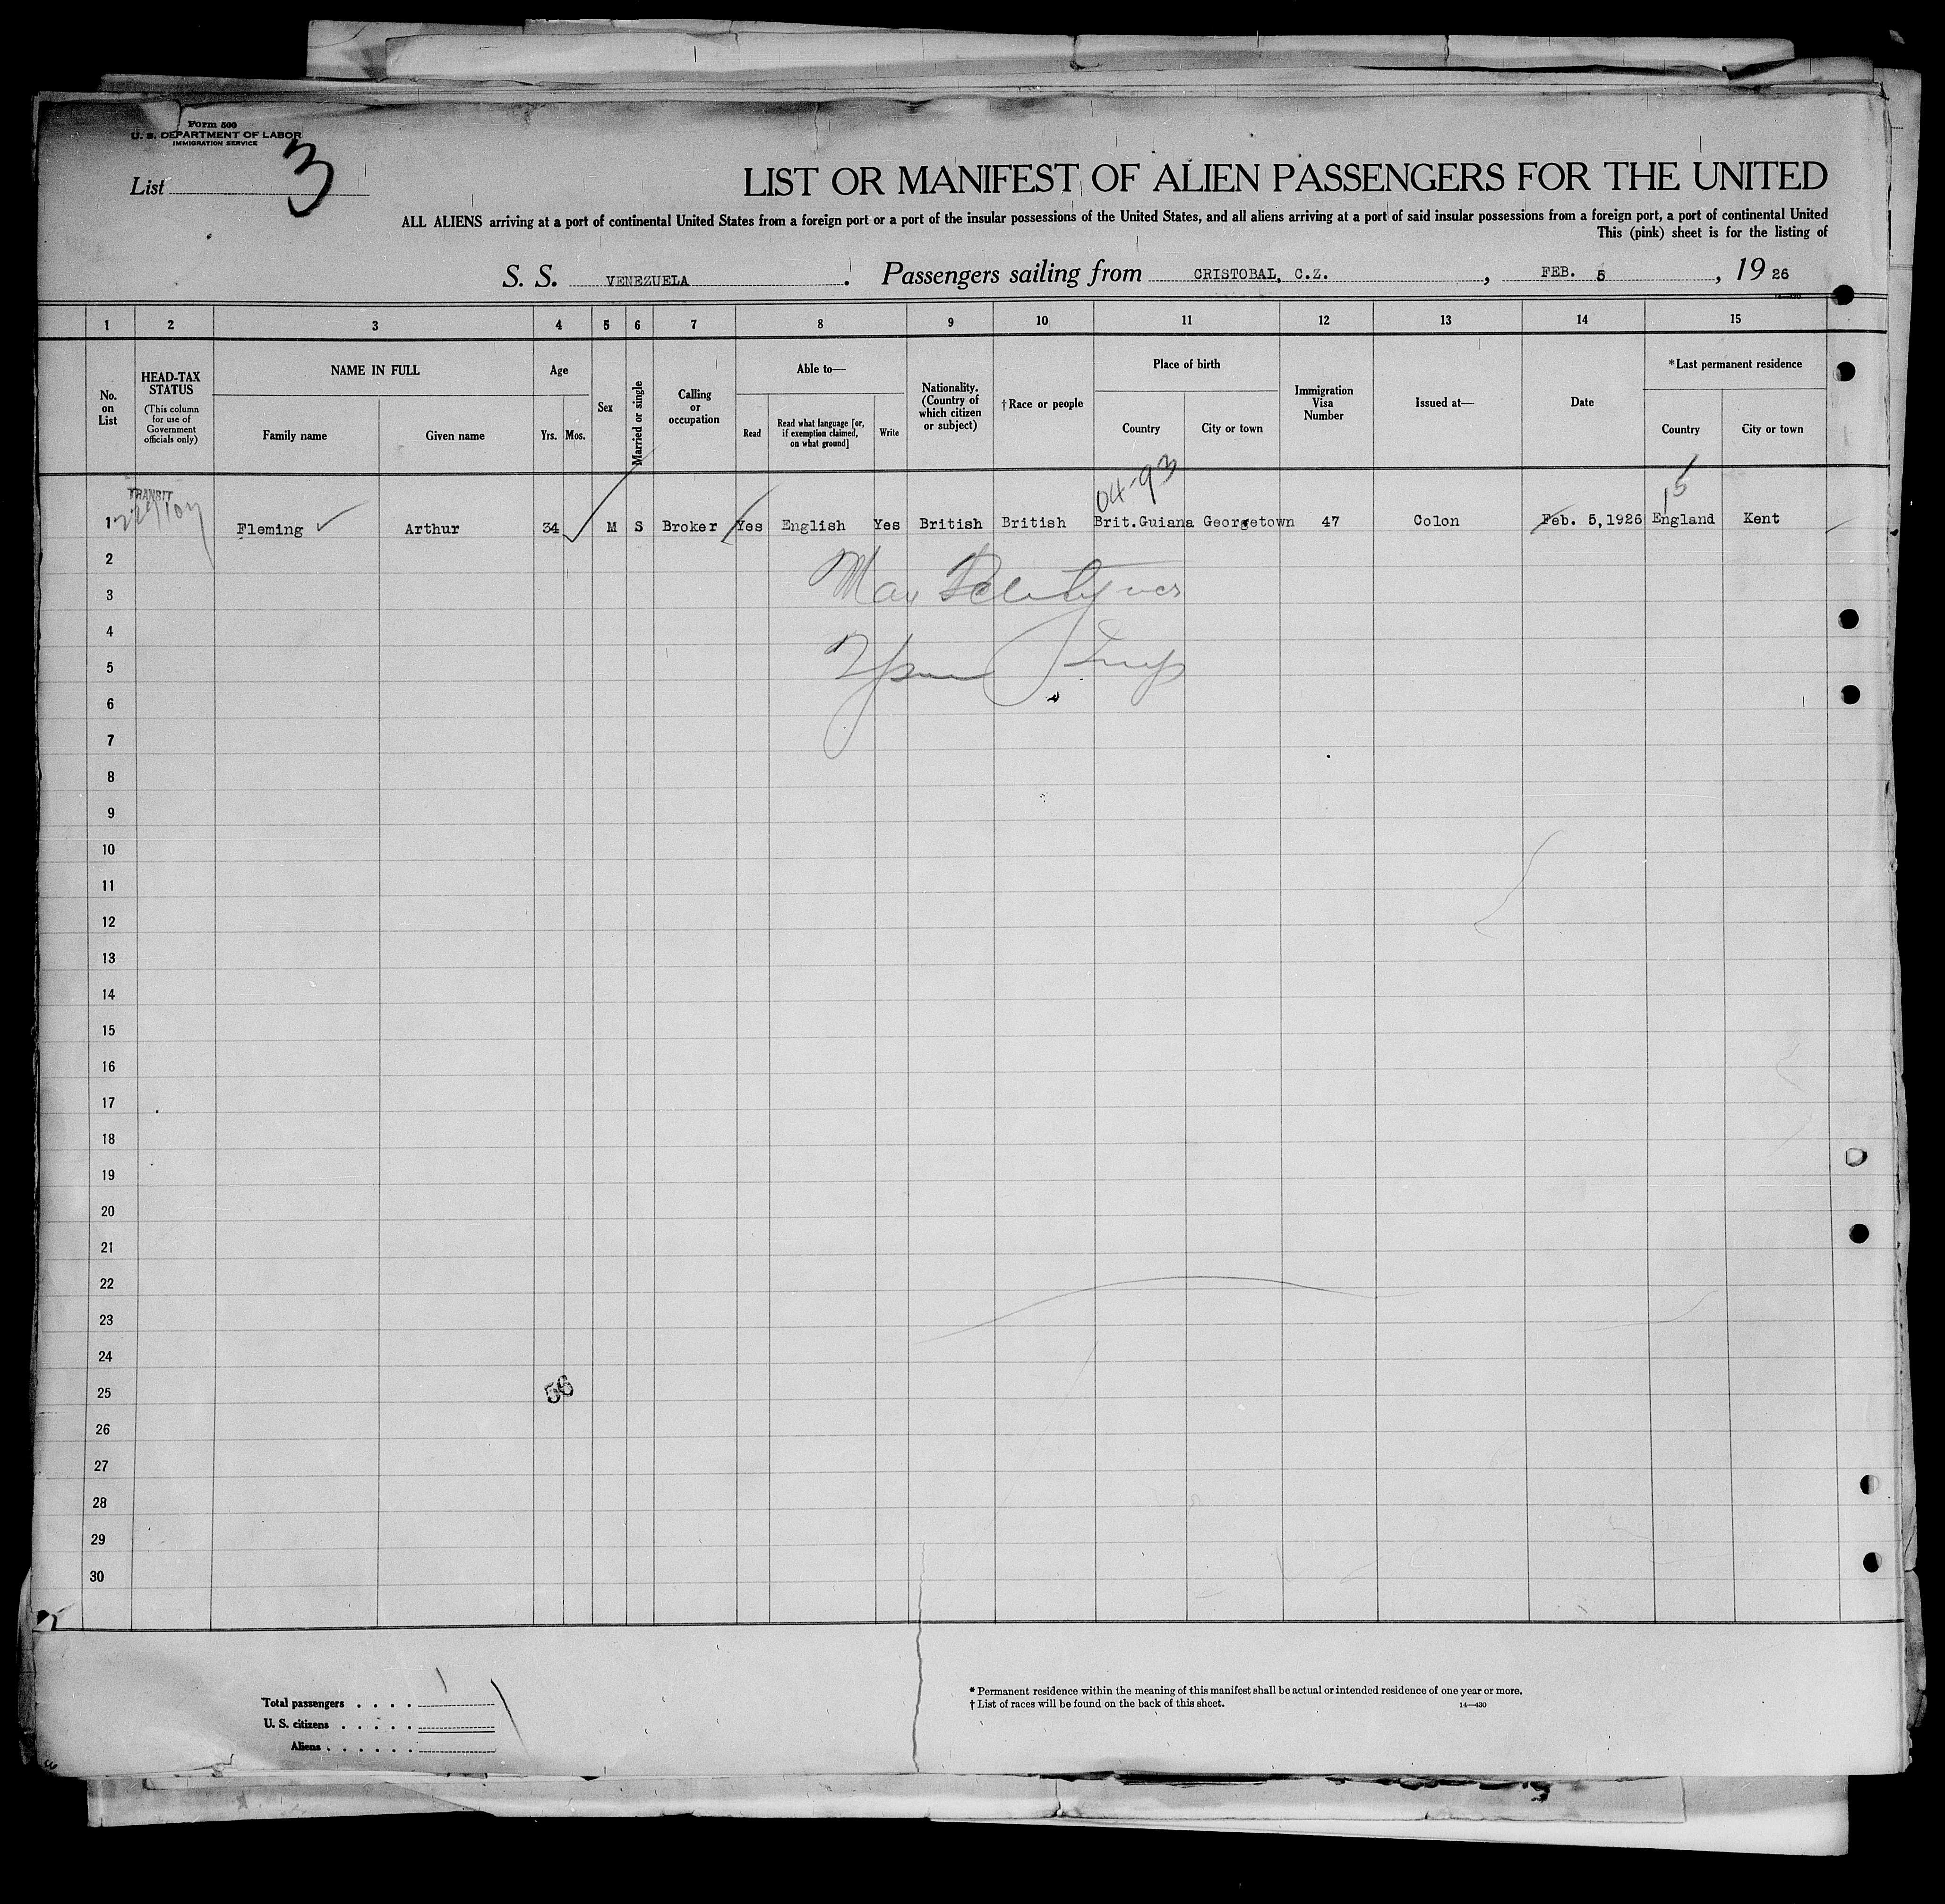 Form 500
U. S. DEPARTMENT OF LABOR
IMMIGRATION SERVICE
List 3
LIST OR MANIFEST OF ALIEN PASSENGERS FOR THE UNITED
ALL ALIENS arriving at a port of continental United States from a foreign port or a port of the insular possessions of the United States, and all aliens arriving at a port of said insular possessions from a foreign port, a port of continental United
This (pink) sheet is for the listing of
S. S. VENEZUELA. Passengers sailing from CRISTOBAL, C.Z., FEB. 5, 1926
1 2 3 4 5 6 7 8 9 10 11 12 13 14 15
No. on List
HEAD-TAX STATUS
(This column for use of Government officials only)
NAME IN FULL
Family name
Given name
Age
Yrs.
Mos.
Sex
Married or single
Calling or occupation
Able to—
Read
Read what language [or, if exemption claimed, on what ground]
Write
Nationality. (Country of which citizen or subject)
†Race or people
Place of birth
Country
City or town
Immigration Visa Number
Issued at—
Date
*Last permanent residence
Country
City or town
04-93
15
TRANSIT
1 Fleming Arthur 34 M S Broker Yes English Yes British British Brit.Guiana Georgetown 47 Colon Feb. 5,1926 England Kent
2
3
4
5
6
7
8
9
10
11
12
13
14
15
16
17
18
19
20
21
22
23
24
25
56
26
27
28
29
30
Total passengers . . . .
U. S. citizens . . . . .
Aliens . . . . . .
* Permanent residence within the meaning of this manifest shall be actual or intended residence of one year or more.
† List of races will be found on the back of this sheet. 14—430